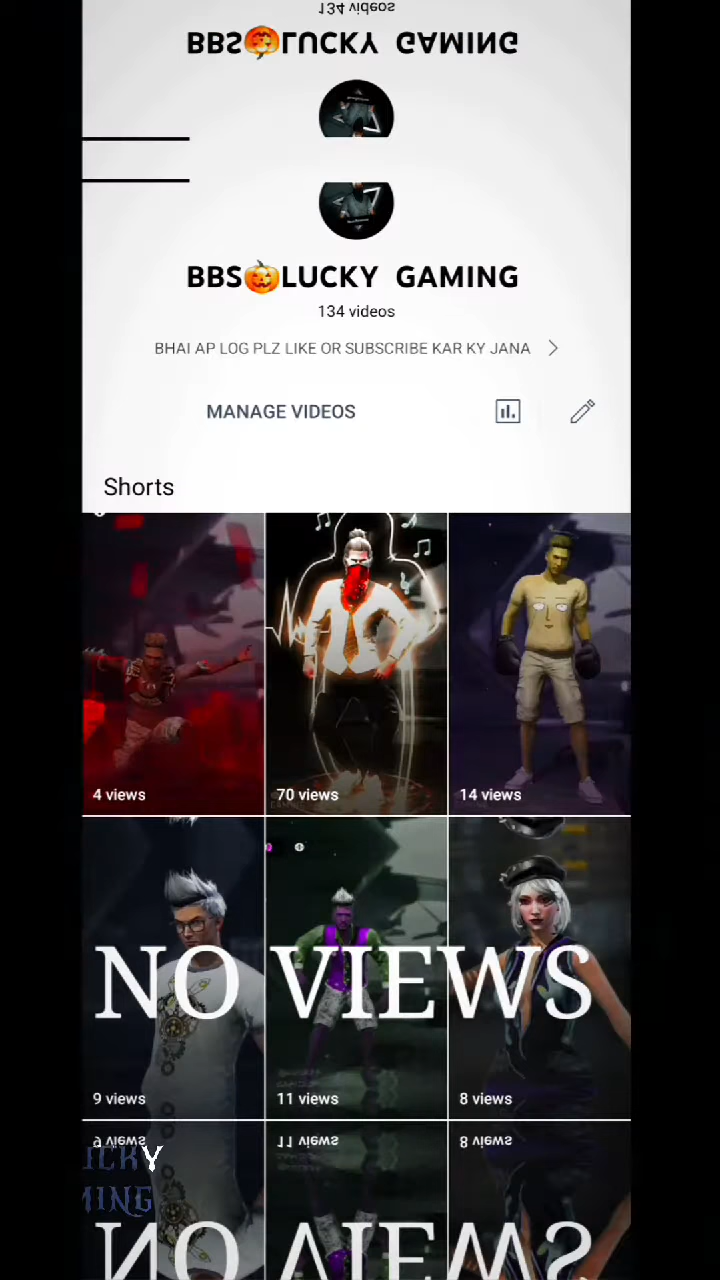 134 videos
BBS🎃LUCKY GAMING
BBS🎃LUCKY GAMING
134 videos
BHAI AP LOG PLZ LIKE OR SUBSCRIBE KAR KY JANA
MANAGE VIDEOS
Shorts
4 views
70 views
14 views
NO VIEWS
9 views
11 views
8 views
9 views
11 views
8 views
NO VIEWS